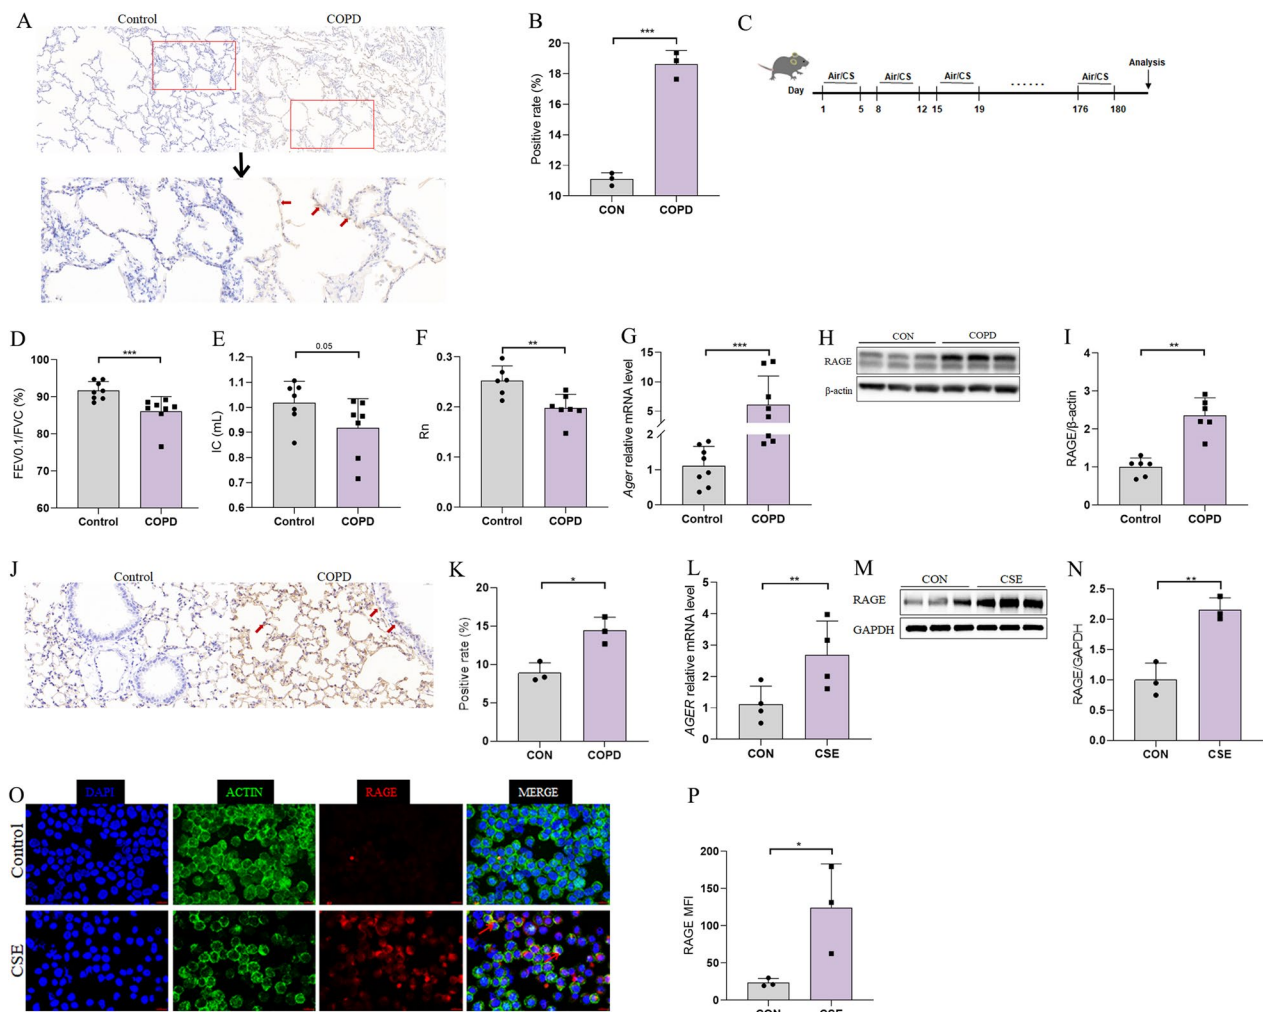 A
Control
COPD
B
***
Positive rate (%)
20
18
16
14
12
10
CON
COPD
C
Day
Air/CS
Air/CS
Air/CS
......
Air/CS
Analysis
1
5
8
12
15
19
176
180
D
***
FEV0.1/FVC (%)
100
90
80
70
60
Control
COPD
E
0.05
IC (mL)
1.2
1.1
1.0
0.9
0.8
0.7
0.6
Control
COPD
F
**
Rn
0.3
0.2
0.1
0.0
Control
COPD
G
***
Ager relative mRNA level
15
10
5
2
1
0
Control
COPD
H
CON
COPD
RAGE
β-actin
I
**
RAGE/β-actin
4
3
2
1
0
Control
COPD
J
Control
COPD
K
*
Positive rate (%)
20
15
10
5
0
CON
COPD
L
**
AGER relative mRNA level
5
4
3
2
1
0
CON
CSE
M
CON
CSE
RAGE
GAPDH
N
**
RAGE/GAPDH
2.5
2.0
1.5
1.0
0.5
0.0
CON
CSE
O
DAPI
ACTIN
RAGE
MERGE
Control
CSE
P
*
RAGE MFI
200
150
100
50
0
CON
CSE